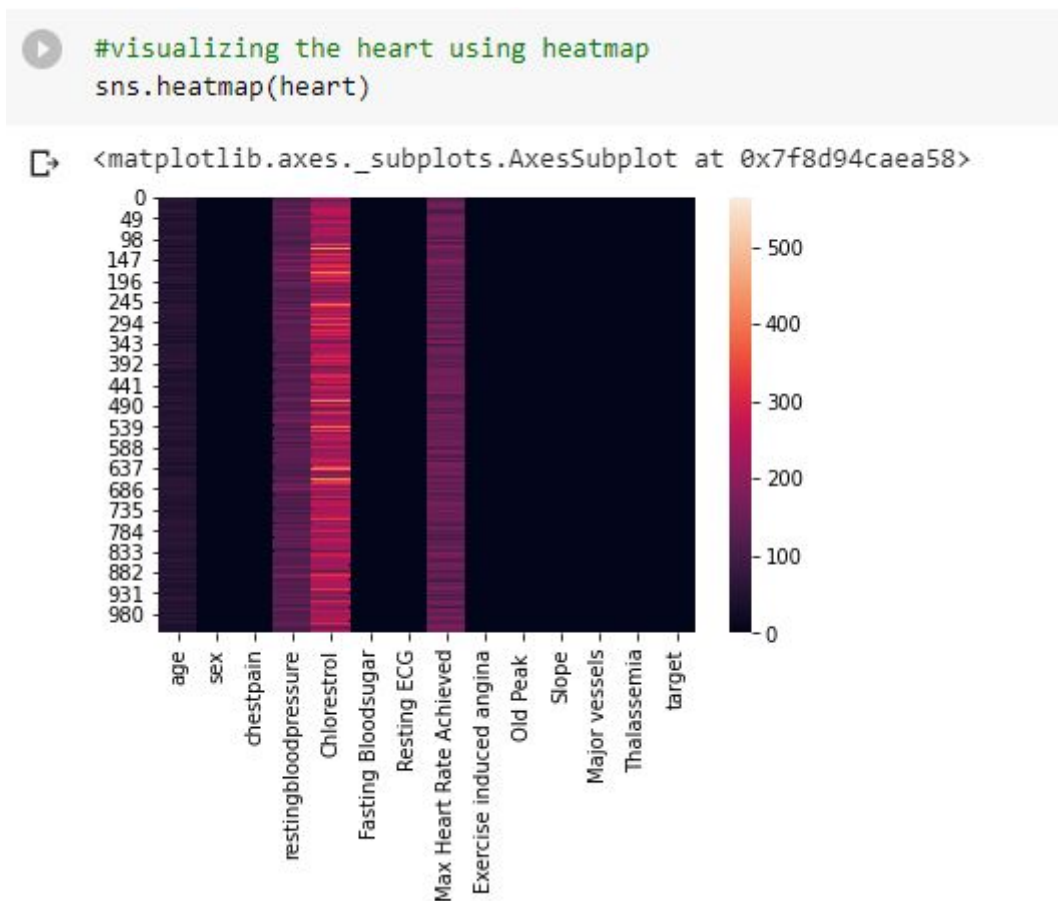 #visualizing the heart using heatmap
sns.heatmap(heart)
<matplotlib.axes._subplots.AxesSubplot at 0x7f8d94caea58>
0
49
98
147
196
245
294
343
392
441
490
539
588
637
686
735
784
833
882
931
980
500
400
300
200
100
0
age
sex
chestpain
restingbloodpressure
Chlorestrol
Fasting Bloodsugar
Resting ECG
Max Heart Rate Achieved
Exercise induced angina
Old Peak
Slope
Major vessels
Thalassemia
target